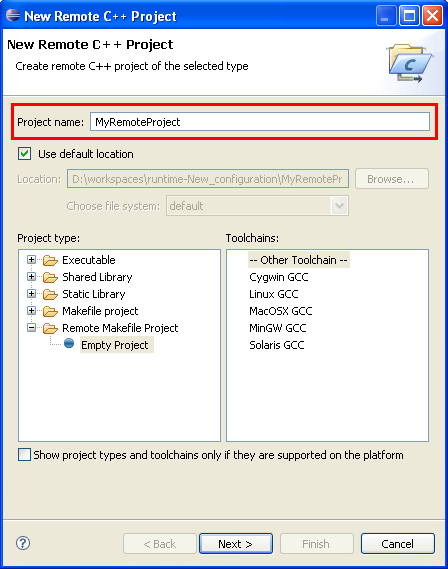 New Remote C++ Project
New Remote C++ Project
Create remote C++ project of the selected type
C
Project name: MyRemoteProject
Use default location
Location: D:\workspaces\runtime-New_configuration\MyRemotePr Browse...
Choose file system: default
Project type:
Executable
Shared Library
Static Library
Makefile project
Remote Makefile Project
Empty Project
Toolchains:
-- Other Toolchain --
Cygwin GCC
Linux GCC
MacOSX GCC
MinGW GCC
Solaris GCC
Show project types and toolchains only if they are supported on the platform
? < Back Next > Finish Cancel